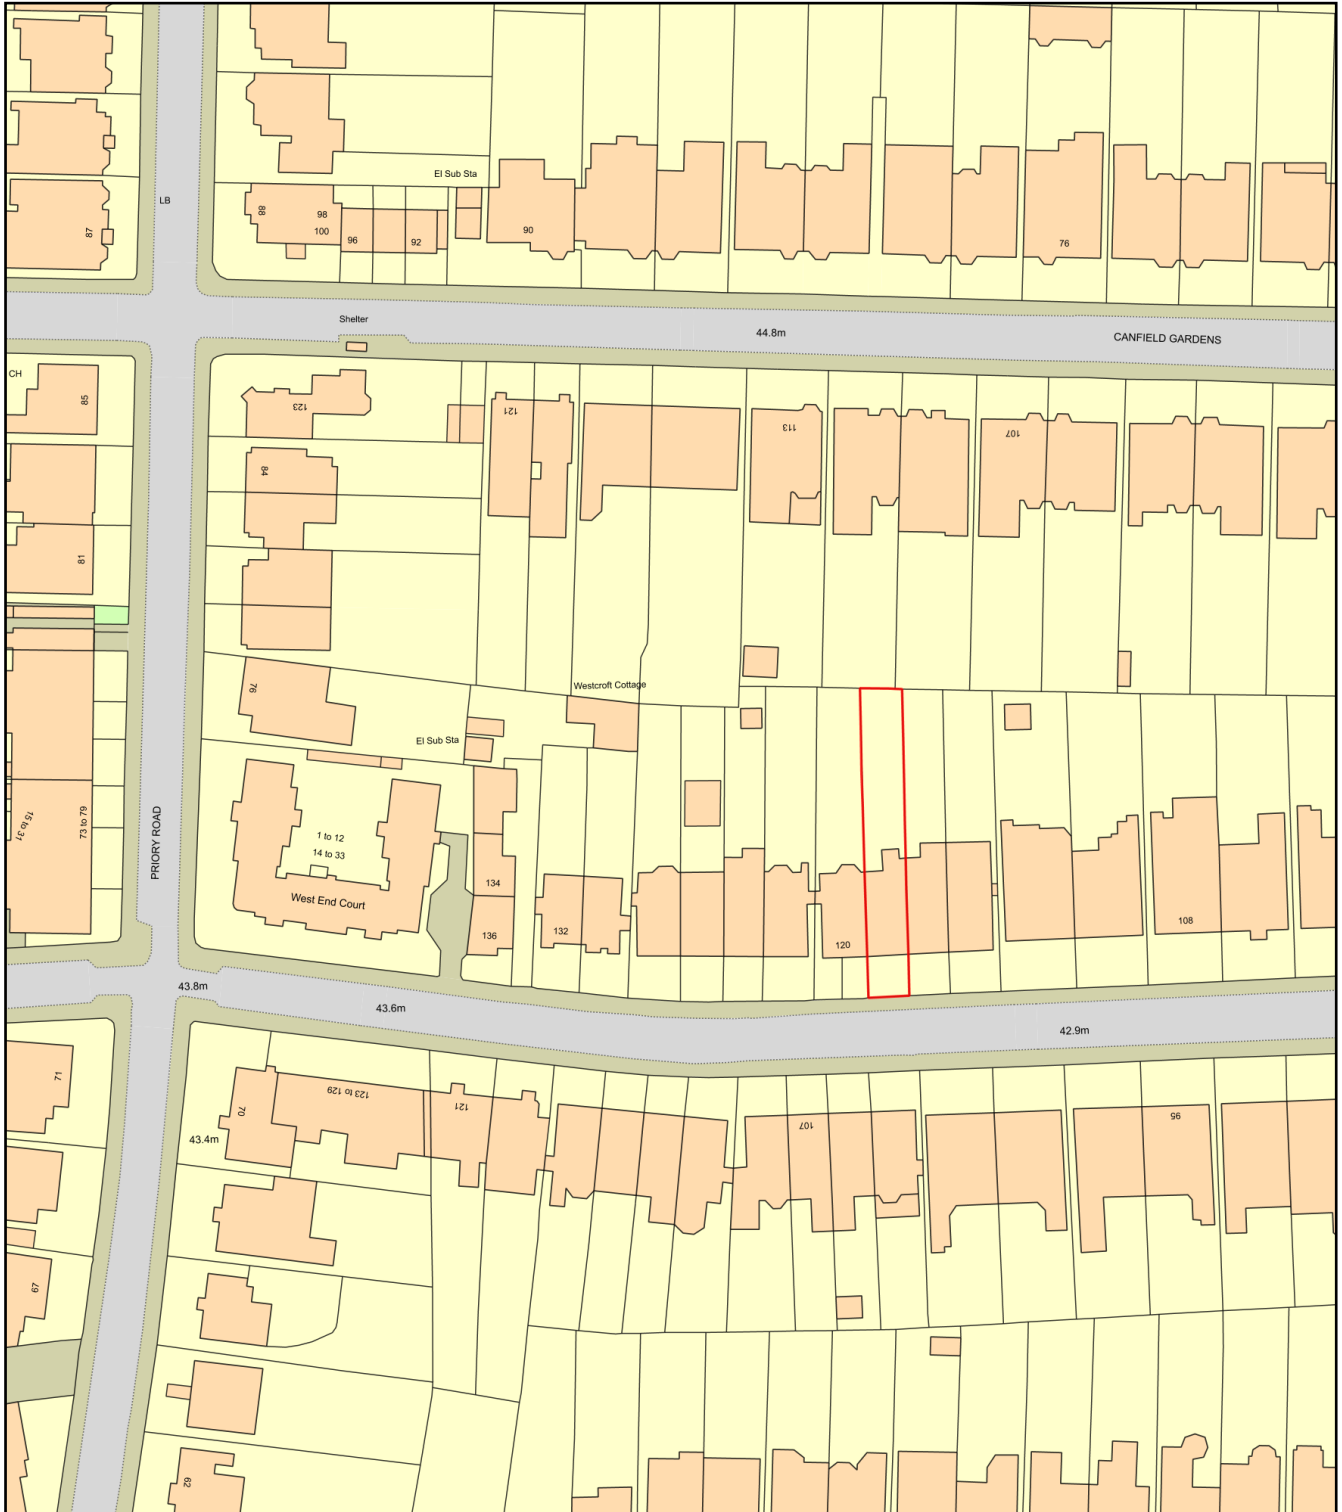 El Sub Sta
LB
88
98
100
96
92
90
87
76
Shelter
44.8m
CANFIELD GARDENS
CH
85
123
121
113
107
84
81
76
Westcroft Cottage
El Sub Sta
PRIORY ROAD
15 to 31
73 to 79
1 to 12
14 to 33
West End Court
134
136
132
120
108
43.8m
43.6m
42.9m
71
70
123 to 129
121
107
95
43.4m
67
62